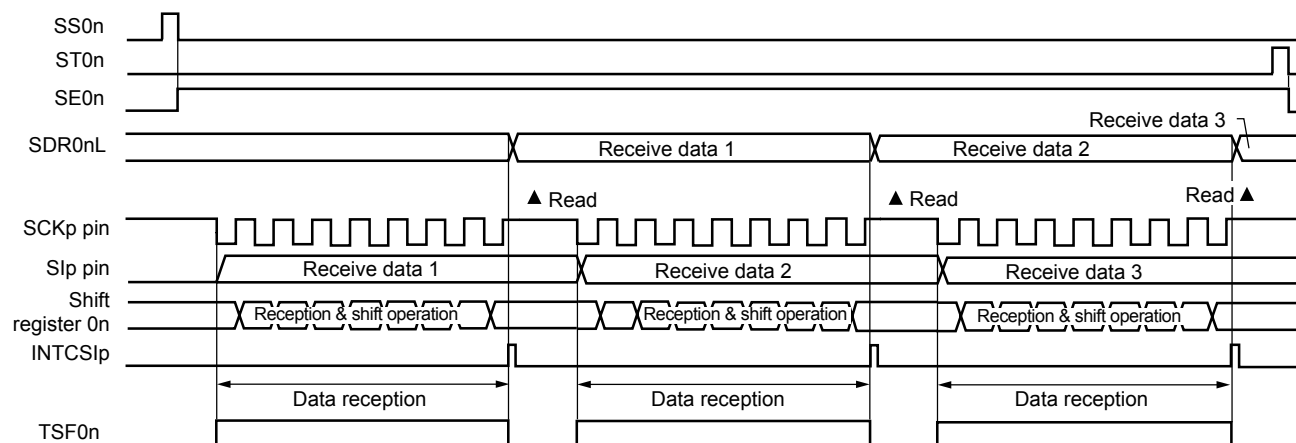 SS0n
ST0n
SE0n
Receive data 3
SDR0nL
Receive data 1
Receive data 2
▲ Read
▲ Read
Read ▲
SCKp pin
SIp pin
Receive data 1
Receive data 2
Receive data 3
Shift
register 0n
Reception & shift operation
Reception & shift operation
Reception & shift operation
INTCSIp
Data reception
Data reception
Data reception
TSF0n